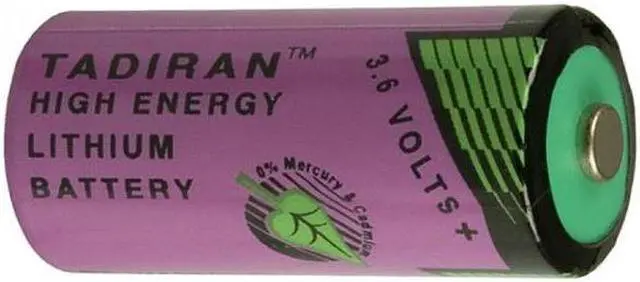 TADIRAN™
HIGH ENERGY
LITHIUM
BATTERY
0% Mercury & Cadmium
3.6 VOLTS +